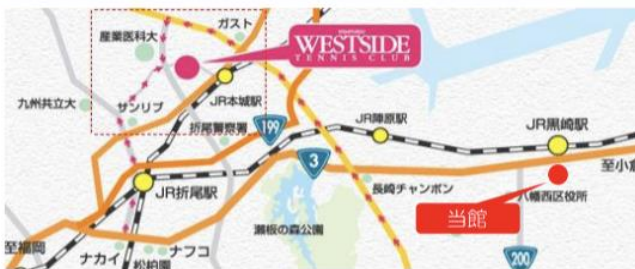 ガスト
産業医科大
WESTSIDE
TENNIS CLUB
九州共立大
サンリブ
JR本城駅
折尾警察署
199
JR陣原駅
JR黒崎駅
3
至小倉
JR折尾駅
長崎チャンポン
八幡西区役所
当館
瀬板の森公園
至福岡
ナカイ
ナフコ
松柏園
200